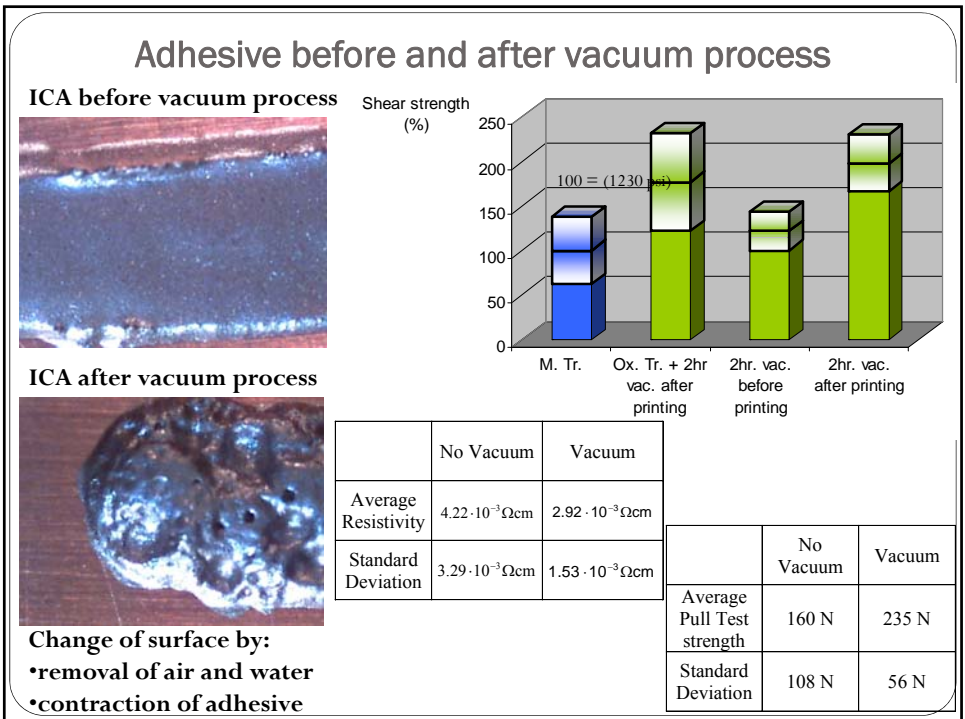 Adhesive before and after vacuum process
ICA before vacuum process
Shear strength
(%)
250
200
150
100
50
0
100 = (1230 psi)
M. Tr.
Ox. Tr. + 2hr
vac. after
printing
2hr. vac.
before
printing
2hr. vac.
after printing
ICA after vacuum process
No Vacuum Vacuum
Average
Resistivity 4.22·10⁻³Ωcm 2.92·10⁻³Ωcm
Standard
Deviation 3.29·10⁻³Ωcm 1.53·10⁻³Ωcm
No
Vacuum Vacuum
Average
Pull Test
strength 160 N 235 N
Standard
Deviation 108 N 56 N
Change of surface by:
•removal of air and water
•contraction of adhesive